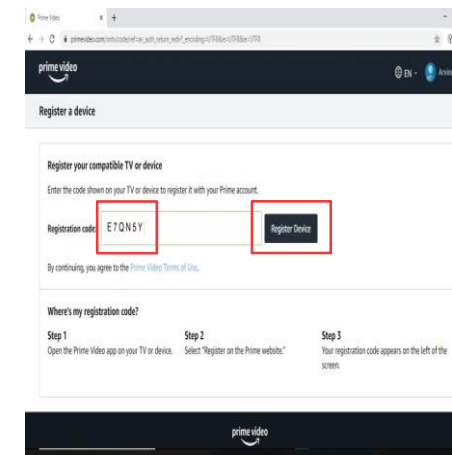 Prime Video
prime video
EN
Register a device
Register your compatible TV or device
Enter the code shown on your TV or device to register it with your Prime account.
Registration code: E7QN5Y Register Device
By continuing, you agree to the Prime Video Terms of Use.
Where's my registration code?
Step 1 Step 2 Step 3
Open the Prime Video app on your TV or device. Select "Register on the Prime website." Your registration code appears on the left of the
screen.
prime video